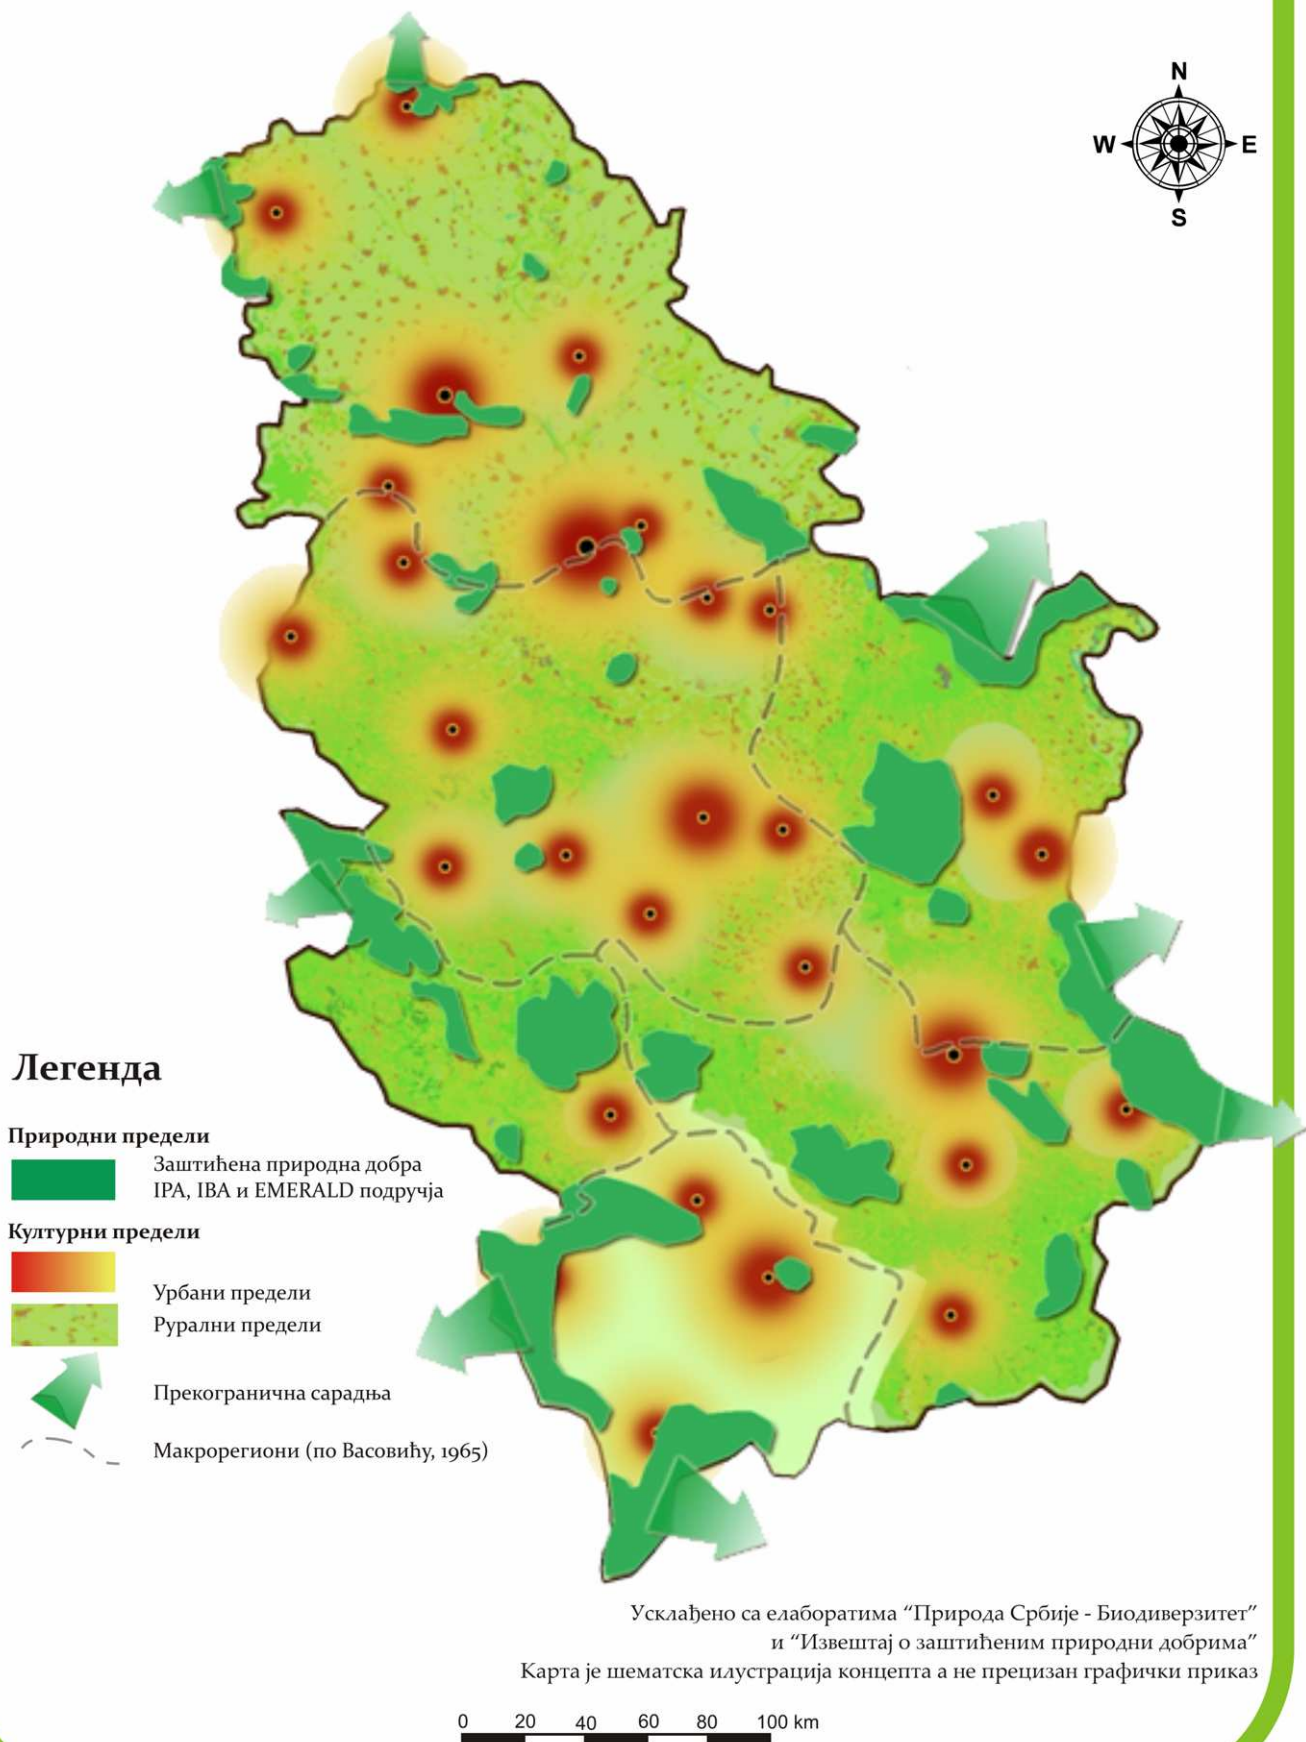 N
W
E
S
Легенда
Природни предели
Заштићена природна добра
IPA, IBA и EMERALD подручја
Културни предели
Урбани предели
Рурални предели
Прекогранична сарадња
Макрорегиони (по Васовићу, 1965)
Усклађено са елаборатима “Природа Србије - Биодиверзитет”
и “Извештај о заштићеним природни добрима”
Карта је шематска илустрација концепта а не прецизан графички приказ
0 20 40 60 80 100 km